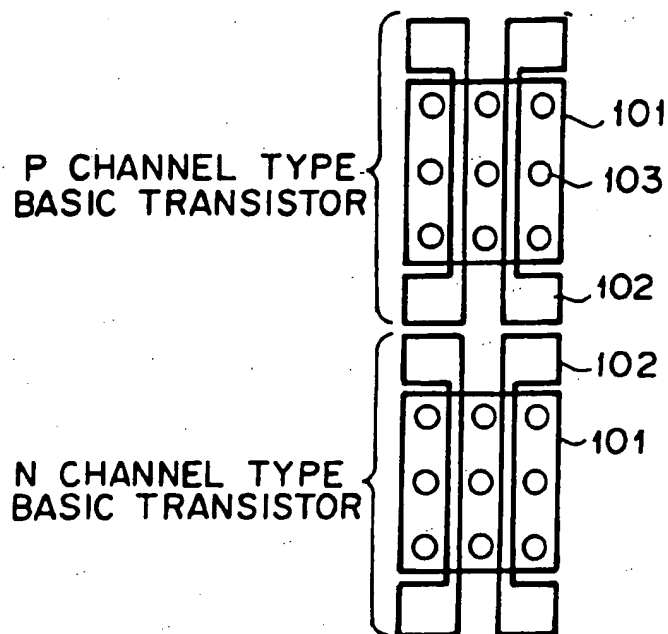 101
P CHANNEL TYPE
BASIC TRANSISTOR
103
102
102
101
N CHANNEL TYPE
BASIC TRANSISTOR